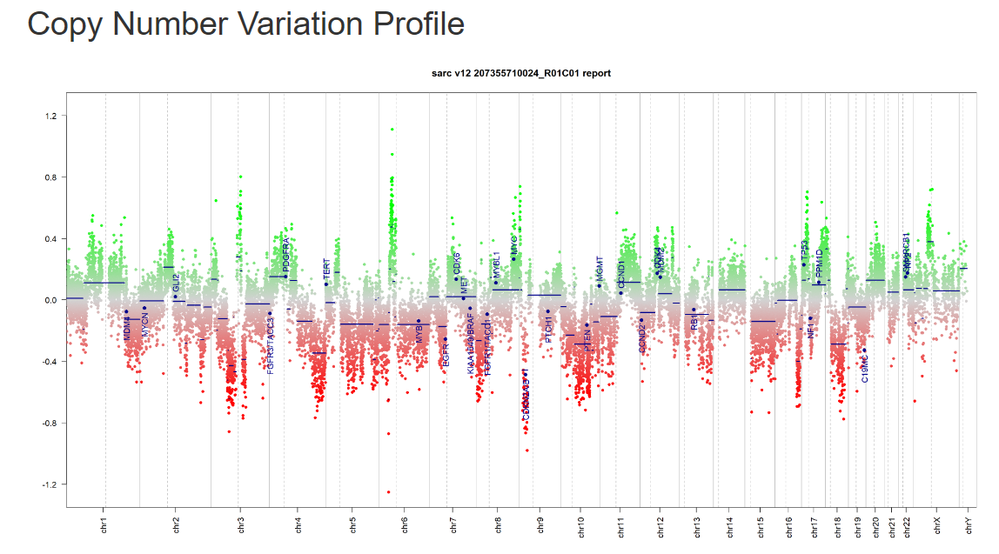 Copy Number Variation Profile
sarc v12 207355710024_R01C01 report
1.2
0.8
0.4
0.0
-0.4
-0.8
-1.2
MDM4
MYCN
GLI2
FGFR3/TACC3
PDGFRA
TERT
MYB
EGFR
CDK6
MET
KIAA1549/BRAF
FGFR1/TACC1
MYBL1
MYC
PTCH1
PTEN
MGMT
CCND1
CCND2
CDK4
MDM2
RB1
TP53
NF1
PPM1D
C19MC
SMARCB1
NF2
chr1
chr2
chr3
chr4
chr5
chr6
chr7
chr8
chr9
chr10
chr11
chr12
chr13
chr14
chr15
chr16
chr17
chr18
chr19
chr20
chr21
chr22
chrX
chrY